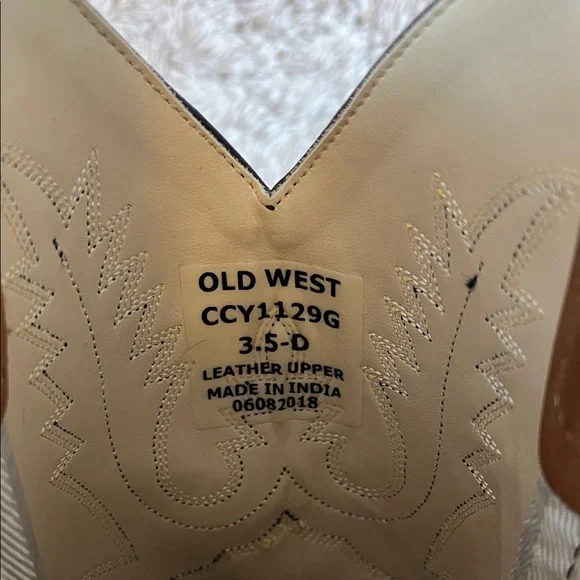 OLD WEST
CCY1129G
3.5-D
LEATHER UPPER
MADE IN INDIA
06082018